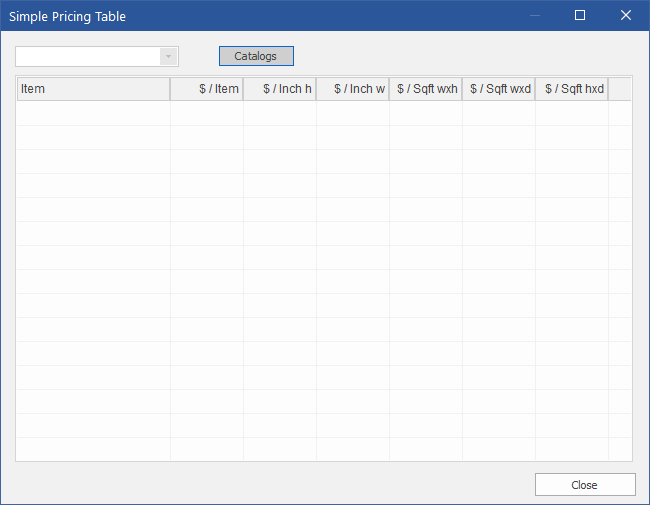 Simple Pricing Table
Catalogs
Item $ / Item $ / Inch h $ / Inch w $ / Sqft wxh $ / Sqft wxd $ / Sqft hxd
Close